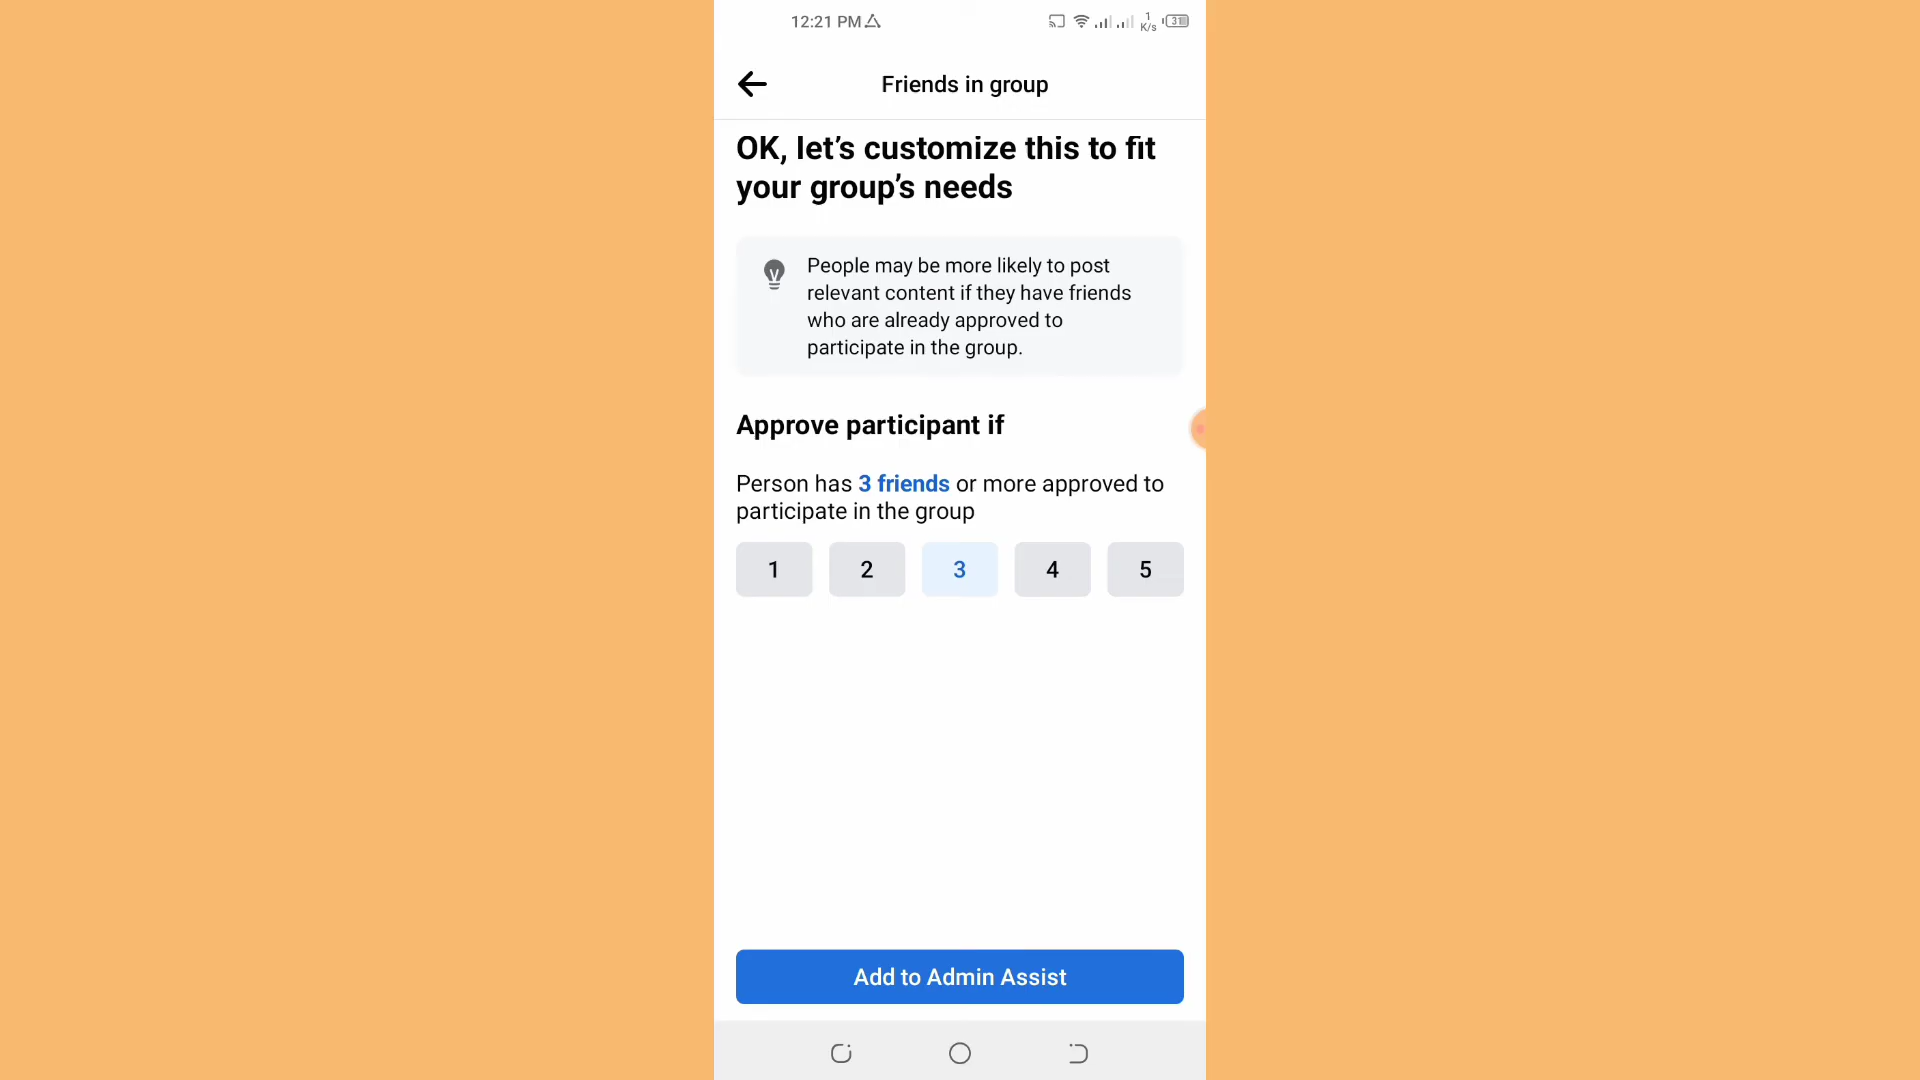 12:21 PM
1
K/s
31
Friends in group
OK, let’s customize this to fit
your group’s needs
People may be more likely to post
relevant content if they have friends
who are already approved to
participate in the group.
Approve participant if
Person has 3 friends or more approved to
participate in the group
1 2 3 4 5
Add to Admin Assist